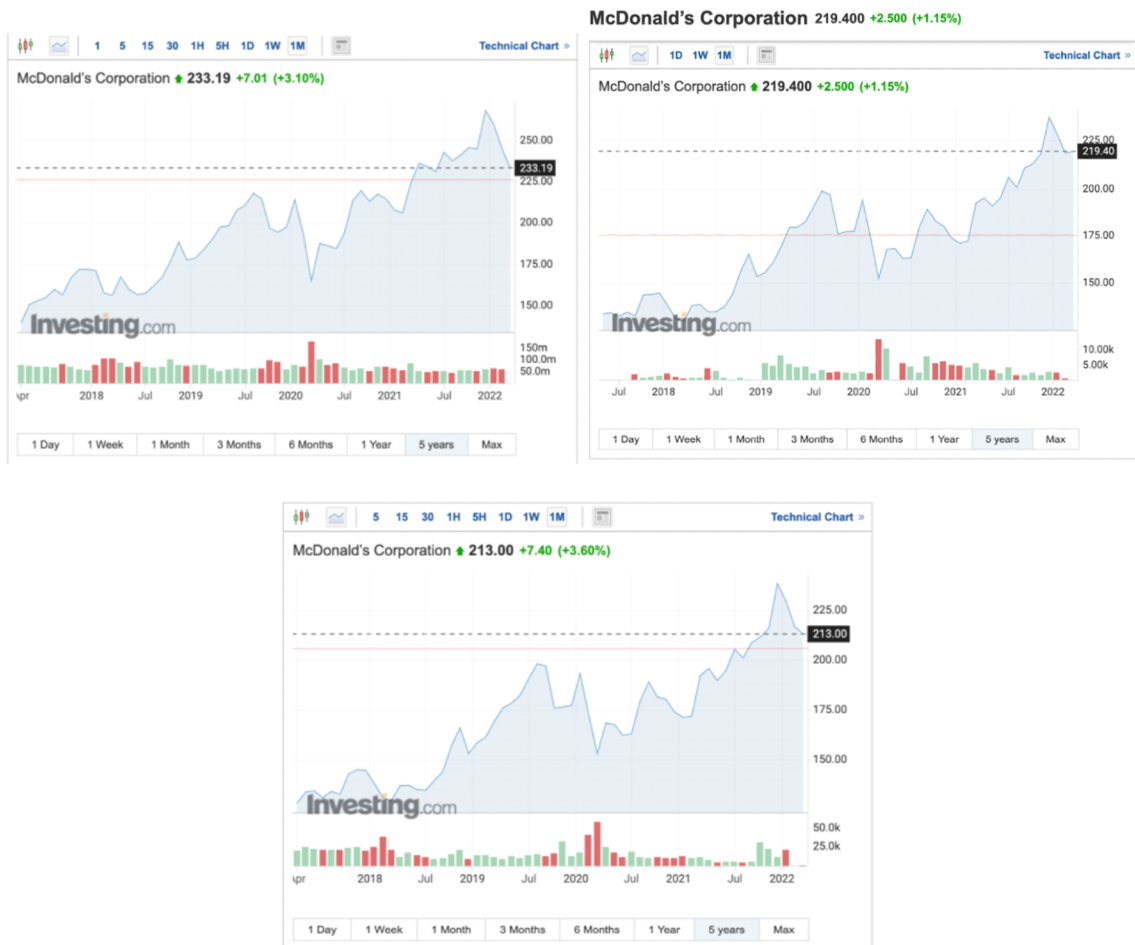 McDonald's Corporation 219.400 +2.500 (+1.15%)
1 5 15 30 1H 5H 1D 1W 1M Technical Chart »
McDonald's Corporation 233.19 +7.01 (+3.10%)
250.00
233.19
225.00
200.00
175.00
150.00
Investing.com
150m
100.0m
50.0m
2018 Jul 2019 Jul 2020 Jul 2021 Jul 2022
1 Day 1 Week 1 Month 3 Months 6 Months 1 Year 5 years Max
1D 1W 1M Technical Chart »
McDonald's Corporation 219.400 +2.500 (+1.15%)
225.00
219.40
200.00
175.00
150.00
Investing.com
10.00k
5.00k
Jul 2018 Jul 2019 Jul 2020 Jul 2021 Jul 2022
1 Day 1 Week 1 Month 3 Months 6 Months 1 Year 5 years Max
5 15 30 1H 5H 1D 1W 1M Technical Chart »
McDonald's Corporation 213.00 +7.40 (+3.60%)
225.00
213.00
200.00
175.00
150.00
Investing.com
50.0k
25.0k
2018 Jul 2019 Jul 2020 Jul 2021 Jul 2022
1 Day 1 Week 1 Month 3 Months 6 Months 1 Year 5 years Max